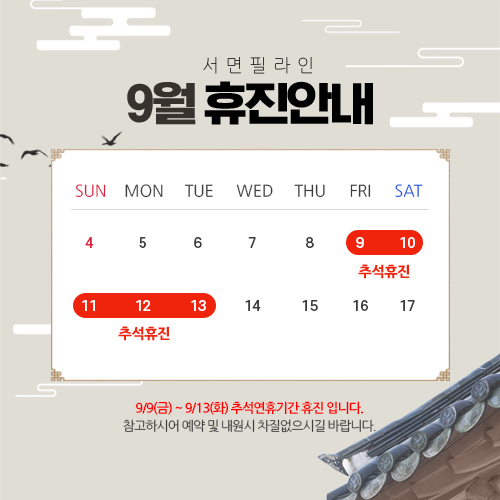 서면필라인
9월 휴진안내
SUN MON TUE WED THU FRI SAT
4 5 6 7 8 9 10
추석휴진
11 12 13 14 15 16 17
추석휴진
9/9(금) ~ 9/13(화) 추석연휴기간 휴진 입니다.
참고하시어 예약 및 내원시 차질없으시길 바랍니다.